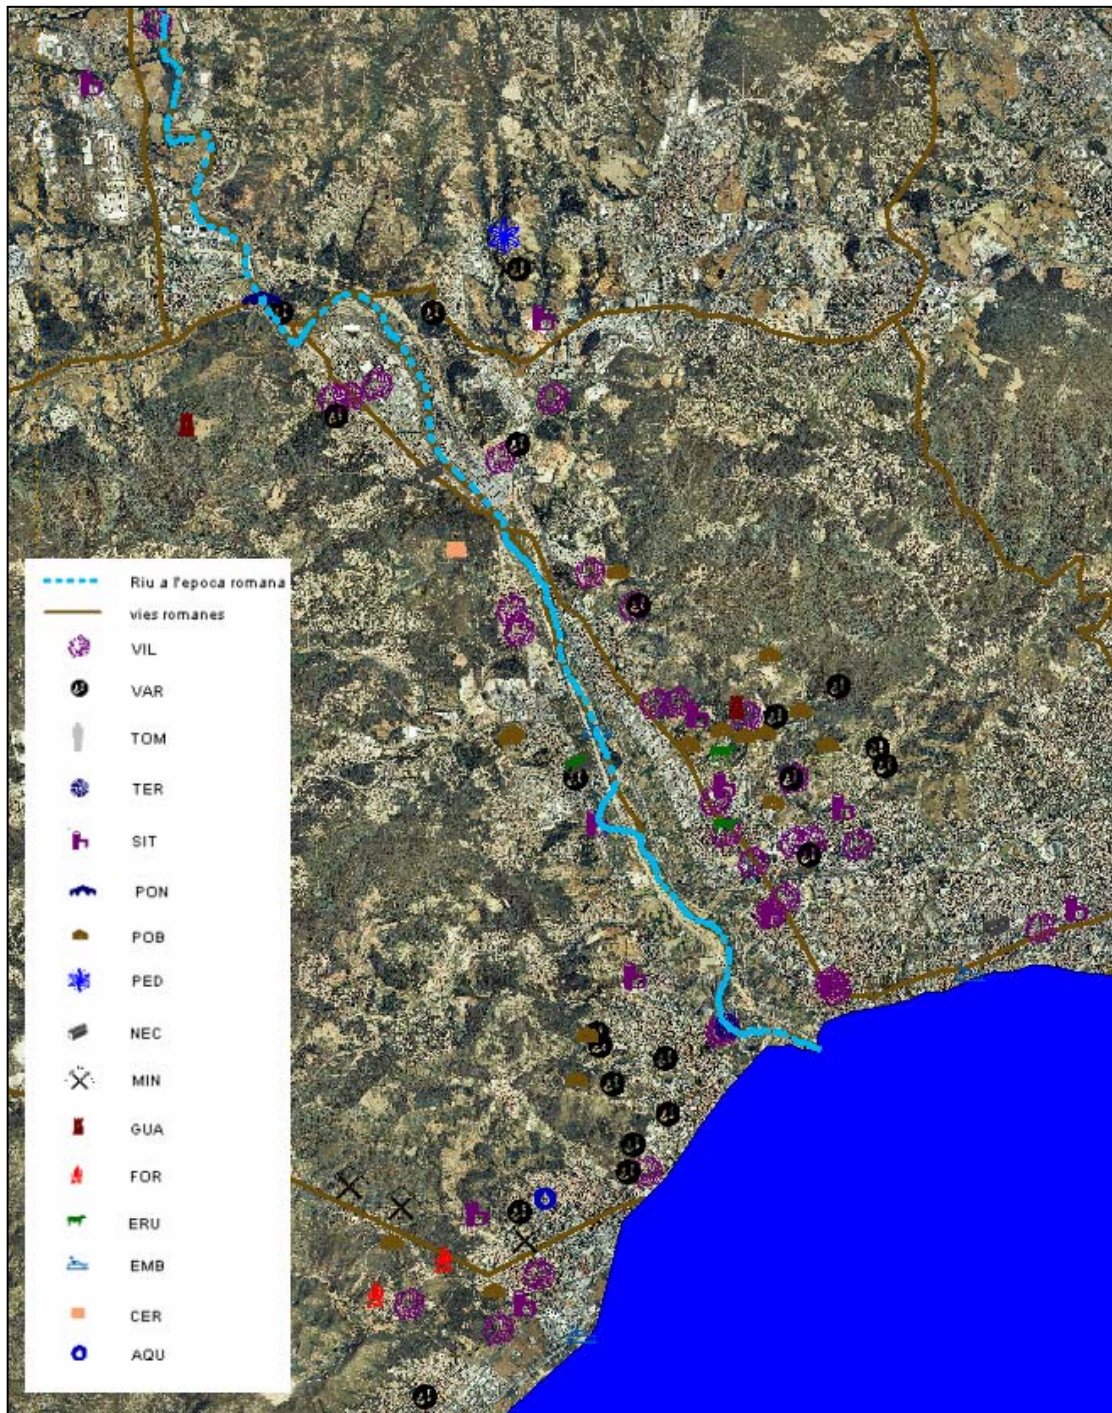 Riu a l'epoca romana
vies romanes
VIL
VAR
TOM
TER
SIT
PON
POB
PED
NEC
MIN
GUA
FOR
ERU
EMB
CER
AQU